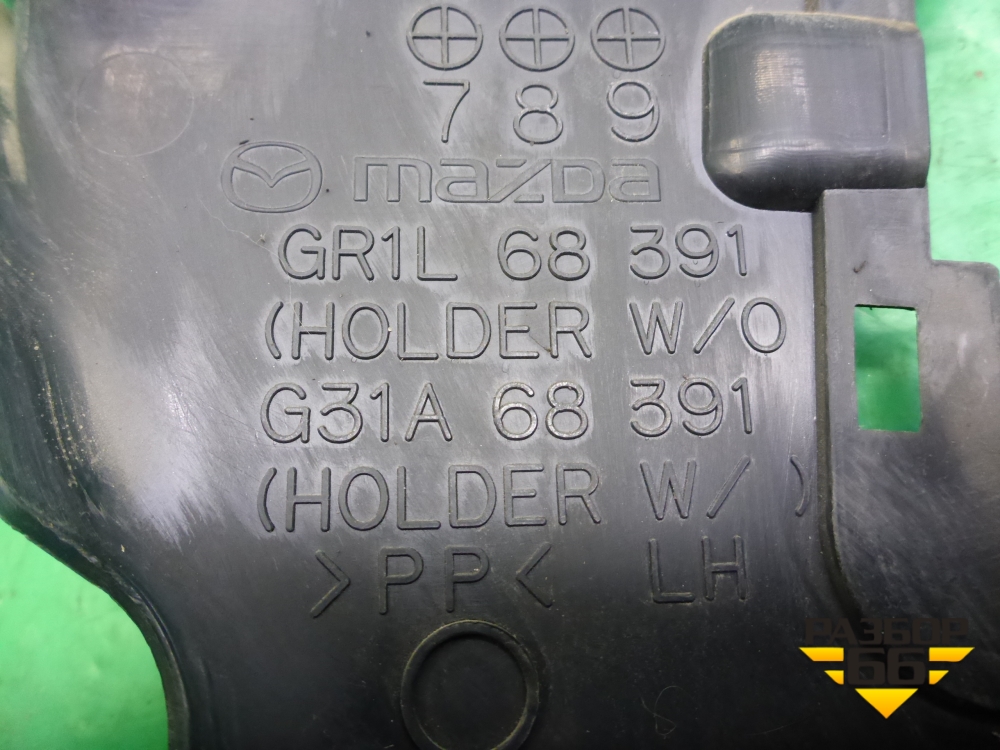 7 8 9
mazda
GR1L 68 391
(HOLDER W/O
G31A 68 391
(HOLDER W/ )
>PP< LH
РАЗБОР
66